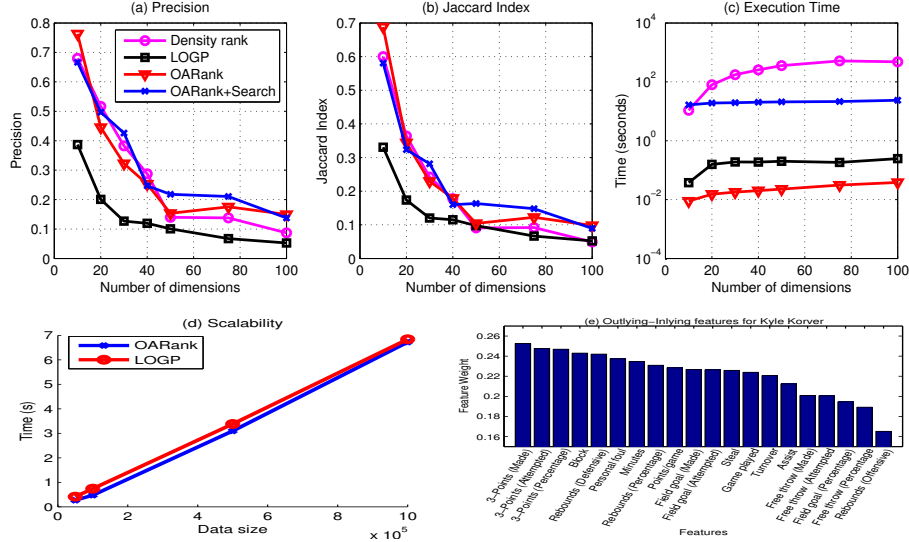 (a) Precision
0.8
0.7
0.6
0.5
0.4
0.3
0.2
0.1
0
Precision
0 20 40 60 80 100
Number of dimensions
Density rank
LOGP
OARank
OARank+Search
(b) Jaccard Index
0.7
0.6
0.5
0.4
0.3
0.2
0.1
0
Jaccard Index
0 20 40 60 80 100
Number of dimensions
(c) Execution Time
10^4
10^2
10^0
10^-2
10^-4
Time (seconds)
0 20 40 60 80 100
Number of dimensions
(d) Scalability
7
6
5
4
3
2
1
0
Time (s)
OARank
LOGP
0 2 4 6 8 10
Data size
× 10^5
(e) Outlying-Inlying features for Kyle Korver
0.26
0.24
0.22
0.2
0.18
0.16
Feature Weight
3-Points (Made)
3-Points (Attempted)
3-Points (Percentage)
Block
Rebounds (Defensive)
Personal foul
Minutes
Rebounds (Percentage)
Points/game
Field goal (Made)
Field goal (Attempted)
Steal
Game played
Turnover
Assist
Free throw (Made)
Free throw (Attempted
Field goal (Percentage)
Free throw (Percentage
Rebounds (Offensive)
Features